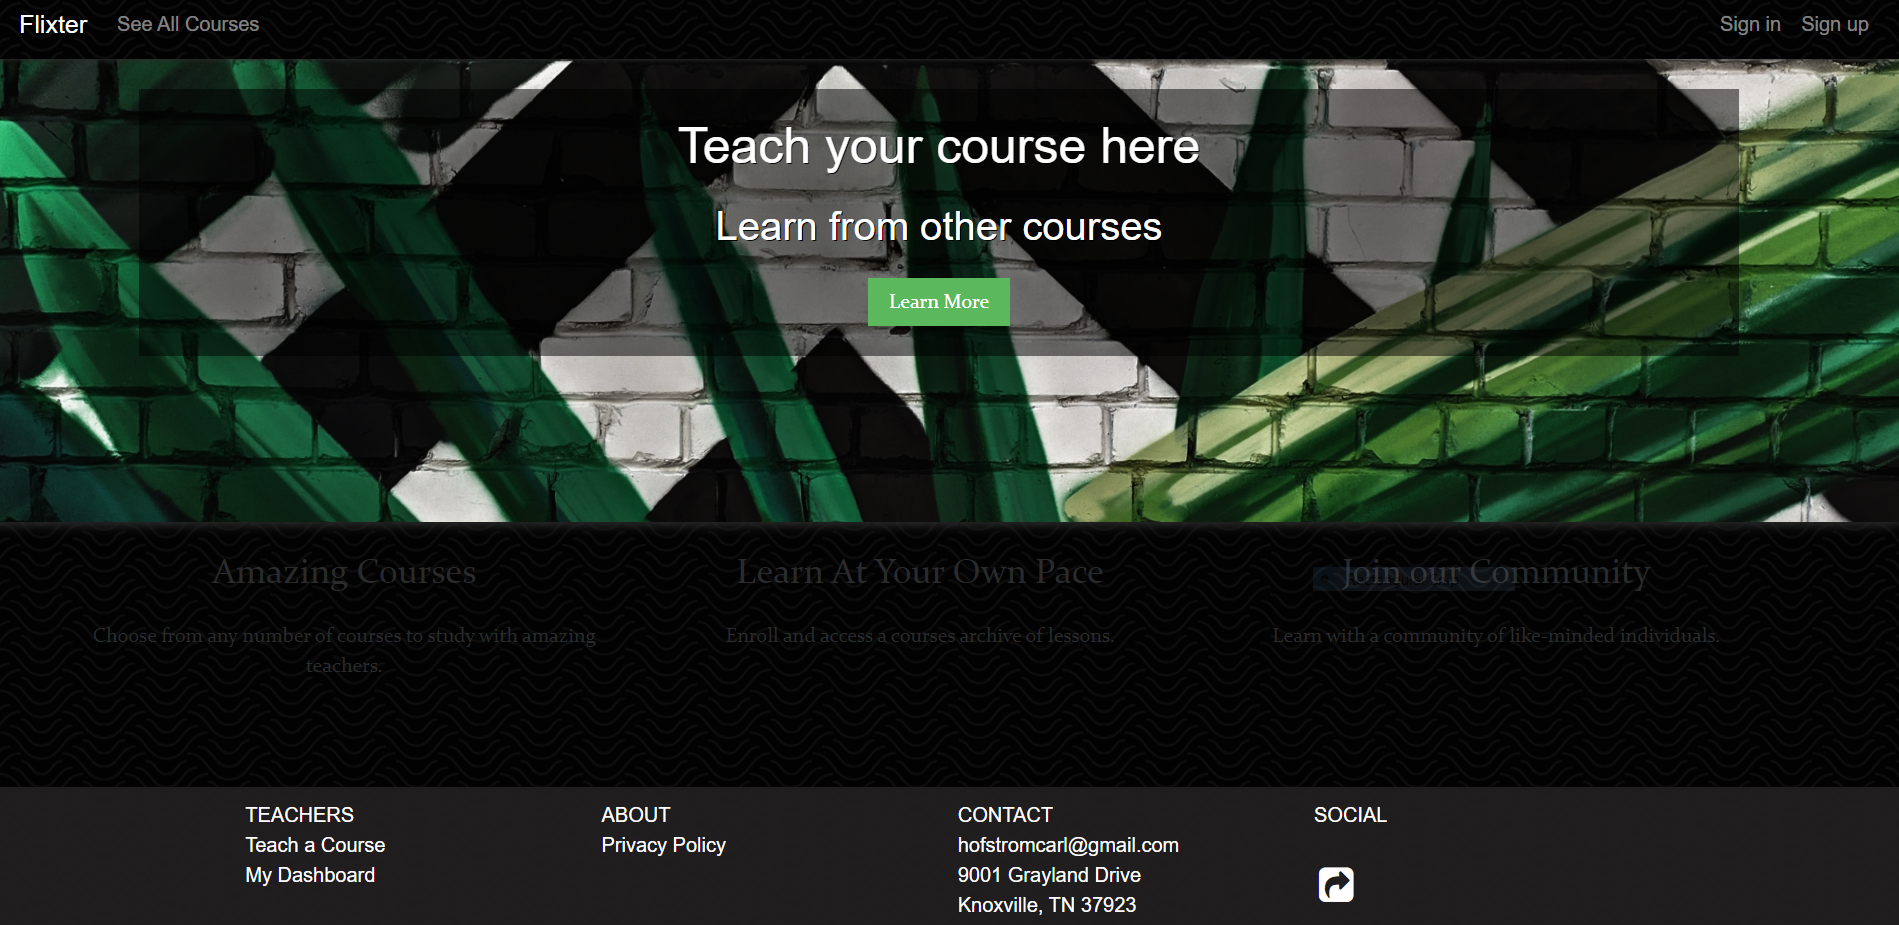 Flixter
See All Courses
Sign in
Sign up
Teach your course here
Learn from other courses
Learn More
Amazing Courses
Choose from any number of courses to study with amazing
teachers.
Learn At Your Own Pace
Enroll and access a courses archive of lessons.
Join our Community
Learn with a community of like-minded individuals.
TEACHERS
Teach a Course
My Dashboard
ABOUT
Privacy Policy
CONTACT
hofstromcarl@gmail.com
9001 Grayland Drive
Knoxville, TN 37923
SOCIAL